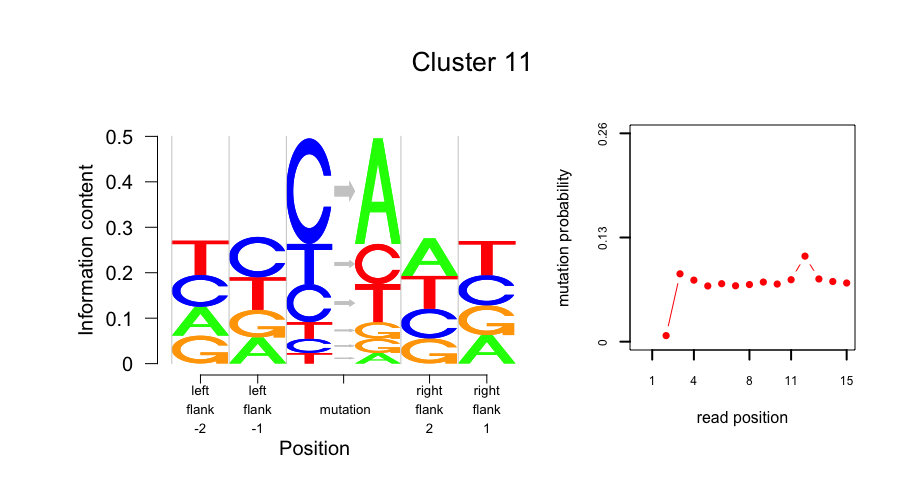 Cluster 11
Information content
0.5
0.4
0.3
0.2
0.1
0
T C A G
C T G A
C T C T C T
A C T G G A
A T C G
T C G A
left flank -2
left flank -1
mutation
right flank 2
right flank 1
Position
mutation probability
0.26
0.13
0
1 4 8 11 15
read position